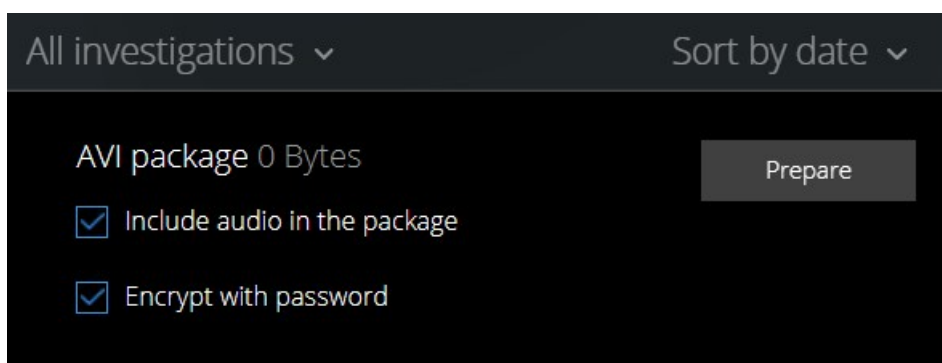 All investigations
Sort by date
AVI package 0 Bytes
Prepare
Include audio in the package
Encrypt with password